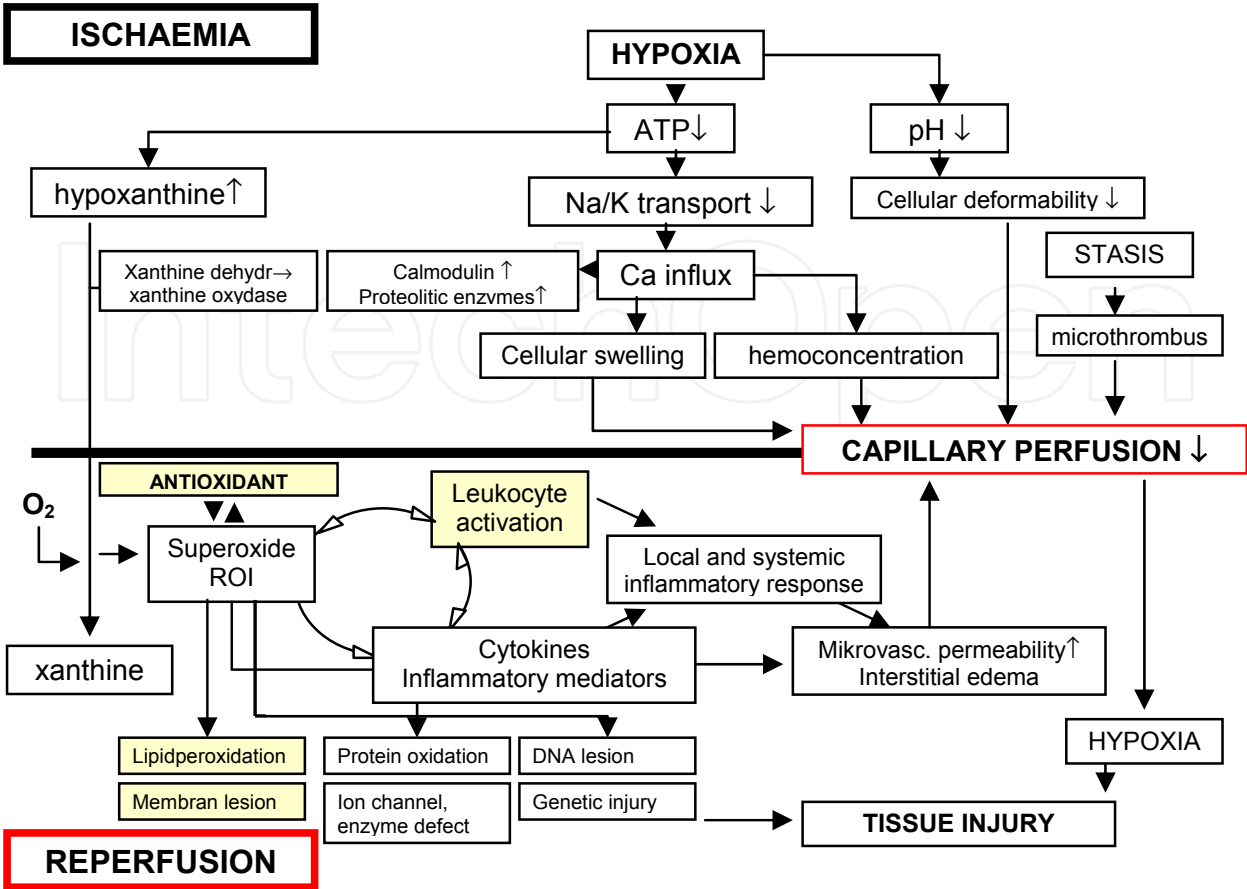 ISCHAEMIA
HYPOXIA
ATP↓
pH ↓
hypoxanthine↑
Na/K transport ↓
Cellular deformability ↓
STASIS
Xanthine dehydr→
xanthine oxydase
Calmodulin ↑
Proteolitic enzymes↑
Ca influx
microthrombus
Cellular swelling
hemoconcentration
IntechOpen
CAPILLARY PERFUSION ↓
ANTIOXIDANT
Leukocyte
activation
O₂
Superoxide
ROI
Local and systemic
inflammatory response
Cytokines
Inflammatory mediators
Mikrovasc. permeability↑
Interstitial edema
xanthine
HYPOXIA
Lipidperoxidation
Protein oxidation
DNA lesion
Membran lesion
Ion channel,
enzyme defect
Genetic injury
TISSUE INJURY
REPERFUSION